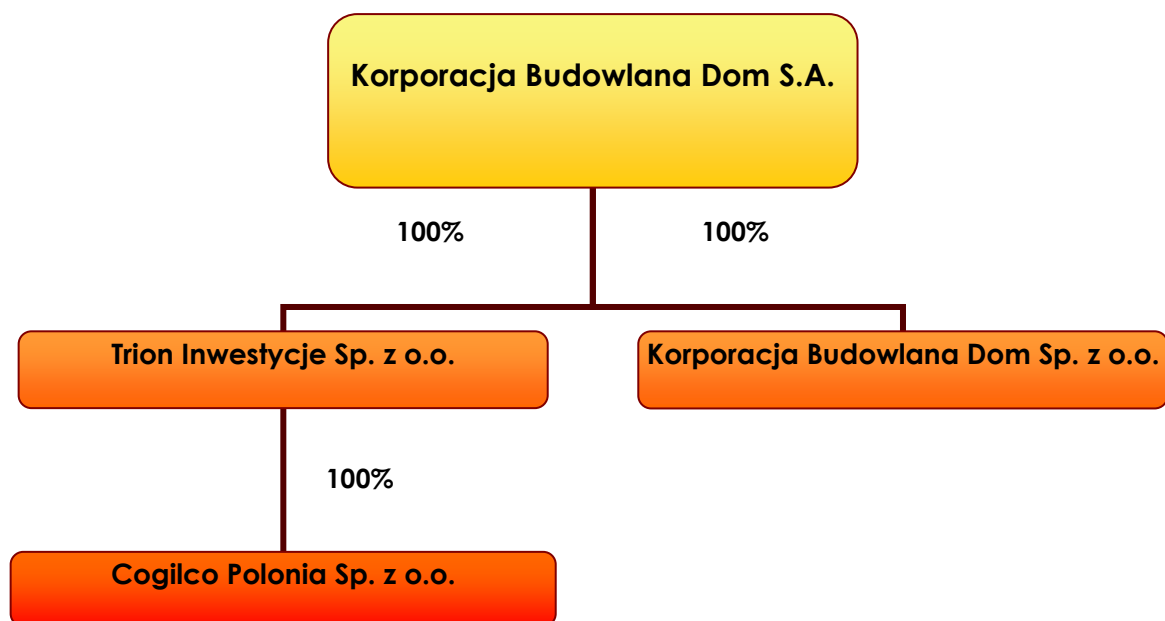 Korporacja Budowlana Dom S.A.
100%
100%
Trion Inwestycje Sp. z o.o.
Korporacja Budowlana Dom Sp. z o.o.
100%
Cogilco Polonia Sp. z o.o.